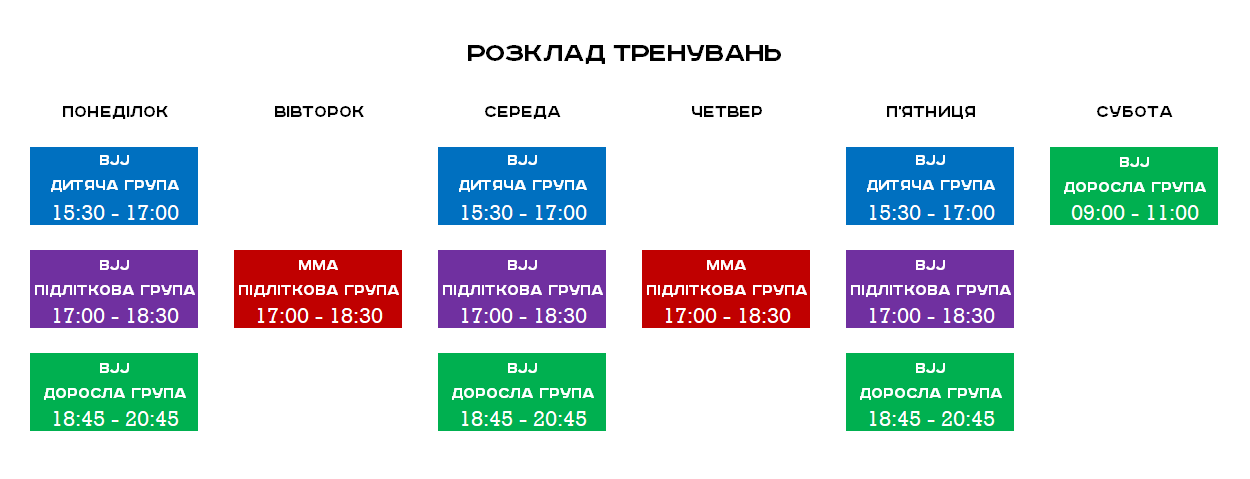 РОЗКЛАД ТРЕНУВАНЬ
ПОНЕДІЛОК ВІВТОРОК СЕРЕДА ЧЕТВЕР П'ЯТНИЦЯ СУБОТА
BJJ
ДИТЯЧА ГРУПА
15:30 - 17:00
BJJ
ДИТЯЧА ГРУПА
15:30 - 17:00
BJJ
ДИТЯЧА ГРУПА
15:30 - 17:00
BJJ
ДОРОСЛА ГРУПА
09:00 - 11:00
BJJ
ПІДЛІТКОВА ГРУПА
17:00 - 18:30
MMA
ПІДЛІТКОВА ГРУПА
17:00 - 18:30
BJJ
ПІДЛІТКОВА ГРУПА
17:00 - 18:30
MMA
ПІДЛІТКОВА ГРУПА
17:00 - 18:30
BJJ
ПІДЛІТКОВА ГРУПА
17:00 - 18:30
BJJ
ДОРОСЛА ГРУПА
18:45 - 20:45
BJJ
ДОРОСЛА ГРУПА
18:45 - 20:45
BJJ
ДОРОСЛА ГРУПА
18:45 - 20:45